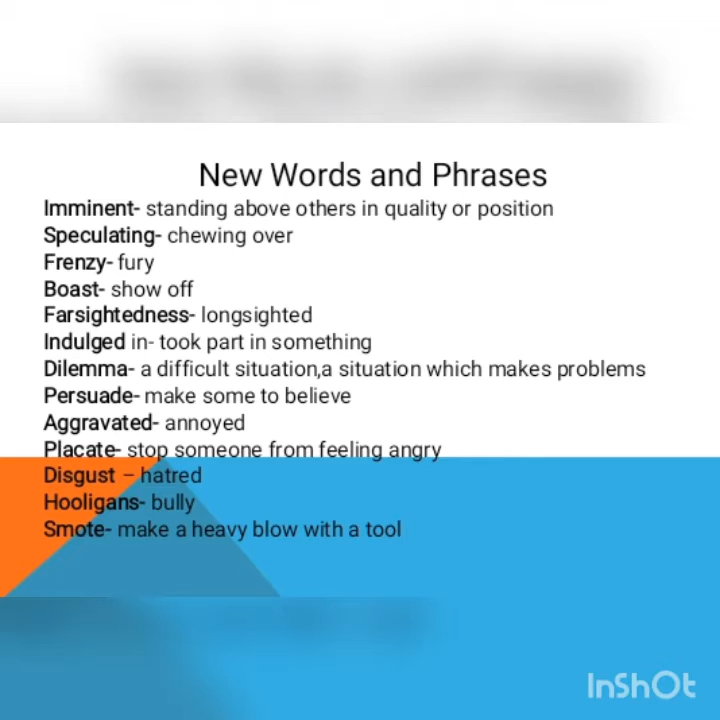 New Words and Phrases
Imminent- standing above others in quality or position
Speculating- chewing over
Frenzy- fury
Boast- show off
Farsightedness- longsighted
Indulged in- took part in something
Dilemma- a difficult situation,a situation which makes problems
Persuade- make some to believe
Aggravated- annoyed
Placate- stop someone from feeling angry
Disgust – hatred
Hooligans- bully
Smote- make a heavy blow with a tool
InShOt